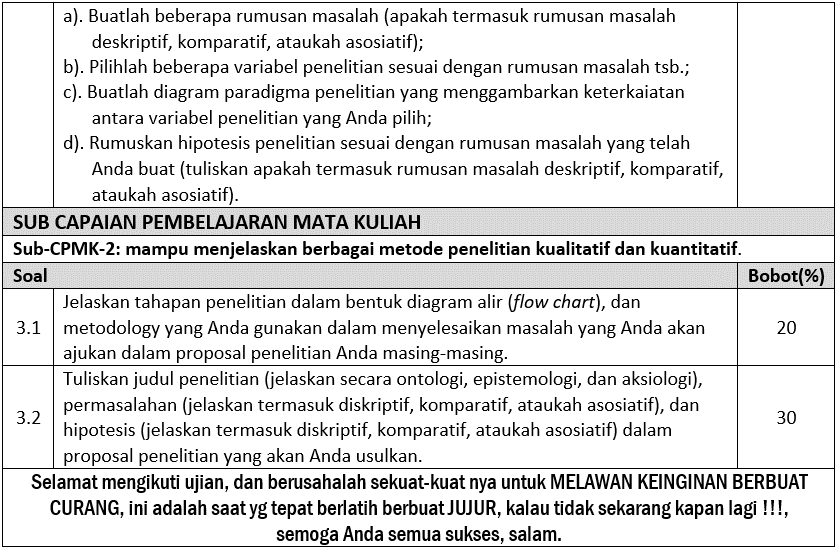 a). Buatlah beberapa rumusan masalah (apakah termasuk rumusan masalah
deskriptif, komparatif, ataukah asosiatif);
b). Pilihlah beberapa variabel penelitian sesuai dengan rumusan masalah tsb.;
c). Buatlah diagram paradigma penelitian yang menggambarkan keterkaiatan
antara variabel penelitian yang Anda pilih;
d). Rumuskan hipotesis penelitian sesuai dengan rumusan masalah yang telah
Anda buat (tuliskan apakah termasuk rumusan masalah deskriptif, komparatif,
ataukah asosiatif).
SUB CAPAIAN PEMBELAJARAN MATA KULIAH
Sub-CPMK-2: mampu menjelaskan berbagai metode penelitian kualitatif dan kuantitatif.
Soal Bobot(%)
Jelaskan tahapan penelitian dalam bentuk diagram alir (flow chart), dan
3.1 metodology yang Anda gunakan dalam menyelesaikan masalah yang Anda akan 20
ajukan dalam proposal penelitian Anda masing-masing.
Tuliskan judul penelitian (jelaskan secara ontologi, epistemologi, dan aksiologi),
permasalahan (jelaskan termasuk diskriptif, komparatif, ataukah asosiatif), dan
3.2 hipotesis (jelaskan termasuk diskriptif, komparatif, ataukah asosiatif) dalam 30
proposal penelitian yang akan Anda usulkan.
Selamat mengikuti ujian, dan berusahalah sekuat-kuat nya untuk MELAWAN KEINGINAN BERBUAT
CURANG, ini adalah saat yg tepat berlatih berbuat JUJUR, kalau tidak sekarang kapan lagi !!!,
semoga Anda semua sukses, salam.